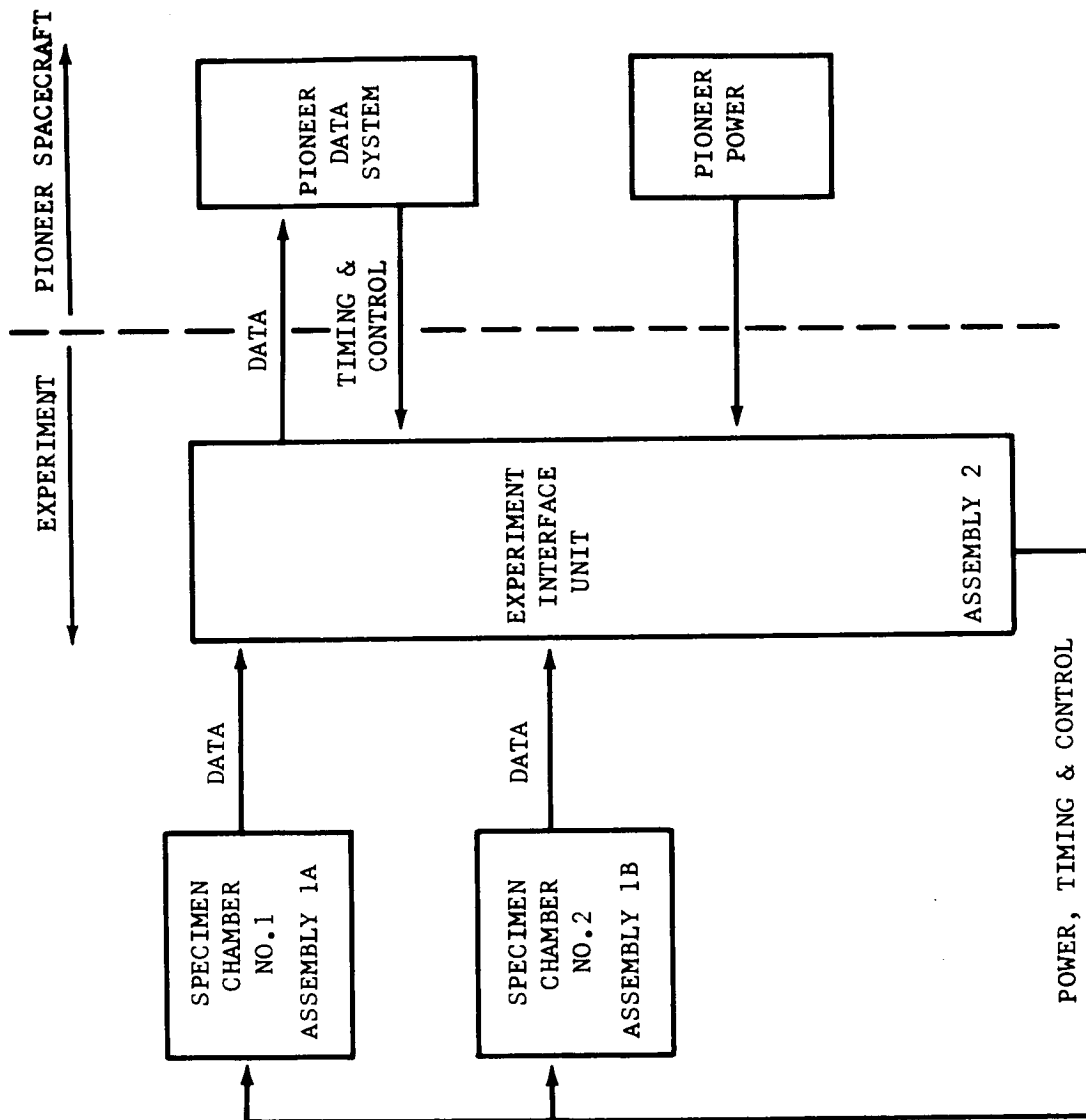 EXPERIMENT
PIONEER SPACECRAFT
SPECIMEN
CHAMBER
NO.1
ASSEMBLY 1A
DATA
SPECIMEN
CHAMBER
NO.2
ASSEMBLY 1B
DATA
EXPERIMENT
INTERFACE
UNIT
ASSEMBLY 2
DATA
TIMING &
CONTROL
PIONEER
DATA
SYSTEM
PIONEER
POWER
POWER, TIMING & CONTROL